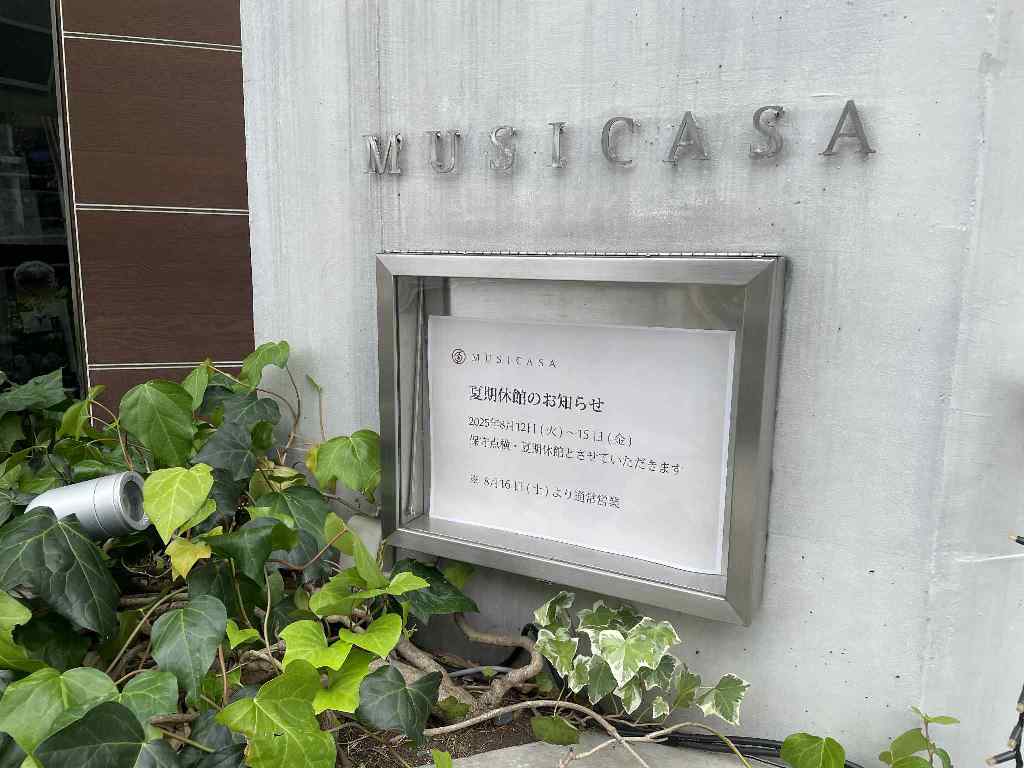 MUSICASA
MUSICASA
夏期休館のお知らせ
2025年8月12日(火)~15日(金)
保守点検・夏期休館とさせていただきます
※ 8月16日(土)より通常営業